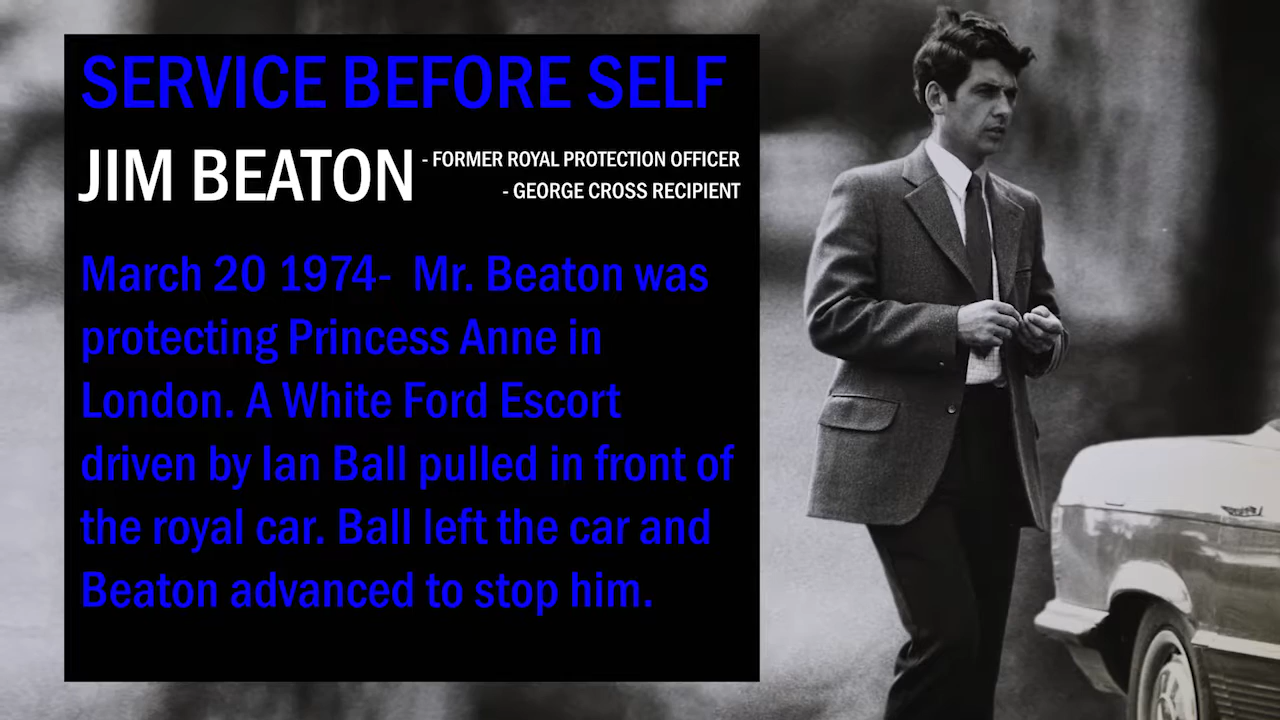 SERVICE BEFORE SELF
JIM BEATON
- FORMER ROYAL PROTECTION OFFICER
- GEORGE CROSS RECIPIENT
March 20 1974-  Mr. Beaton was
protecting Princess Anne in
London. A White Ford Escort
driven by Ian Ball pulled in front of
the royal car. Ball left the car and
Beaton advanced to stop him.